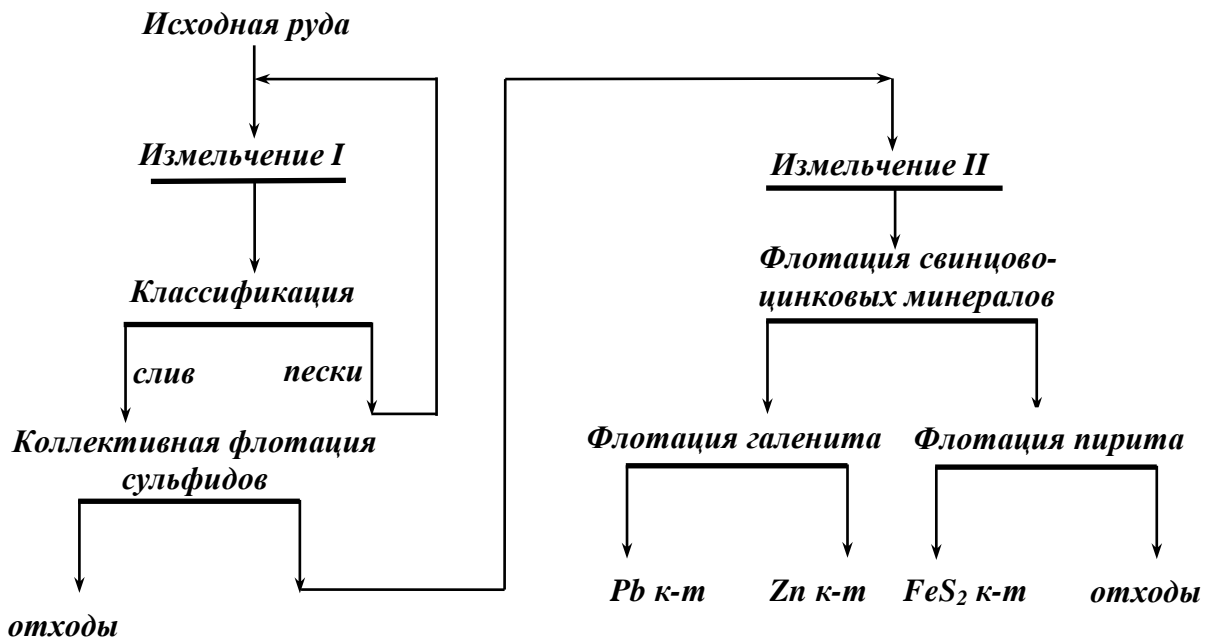 Исходная руда
Измельчение I
Классификация
слив
пески
Коллективная флотация
сульфидов
отходы
Измельчение II
Флотация свинцово-
цинковых минералов
Флотация галенита
Флотация пирита
Pb к-т
Zn к-т
FeS₂ к-т
отходы